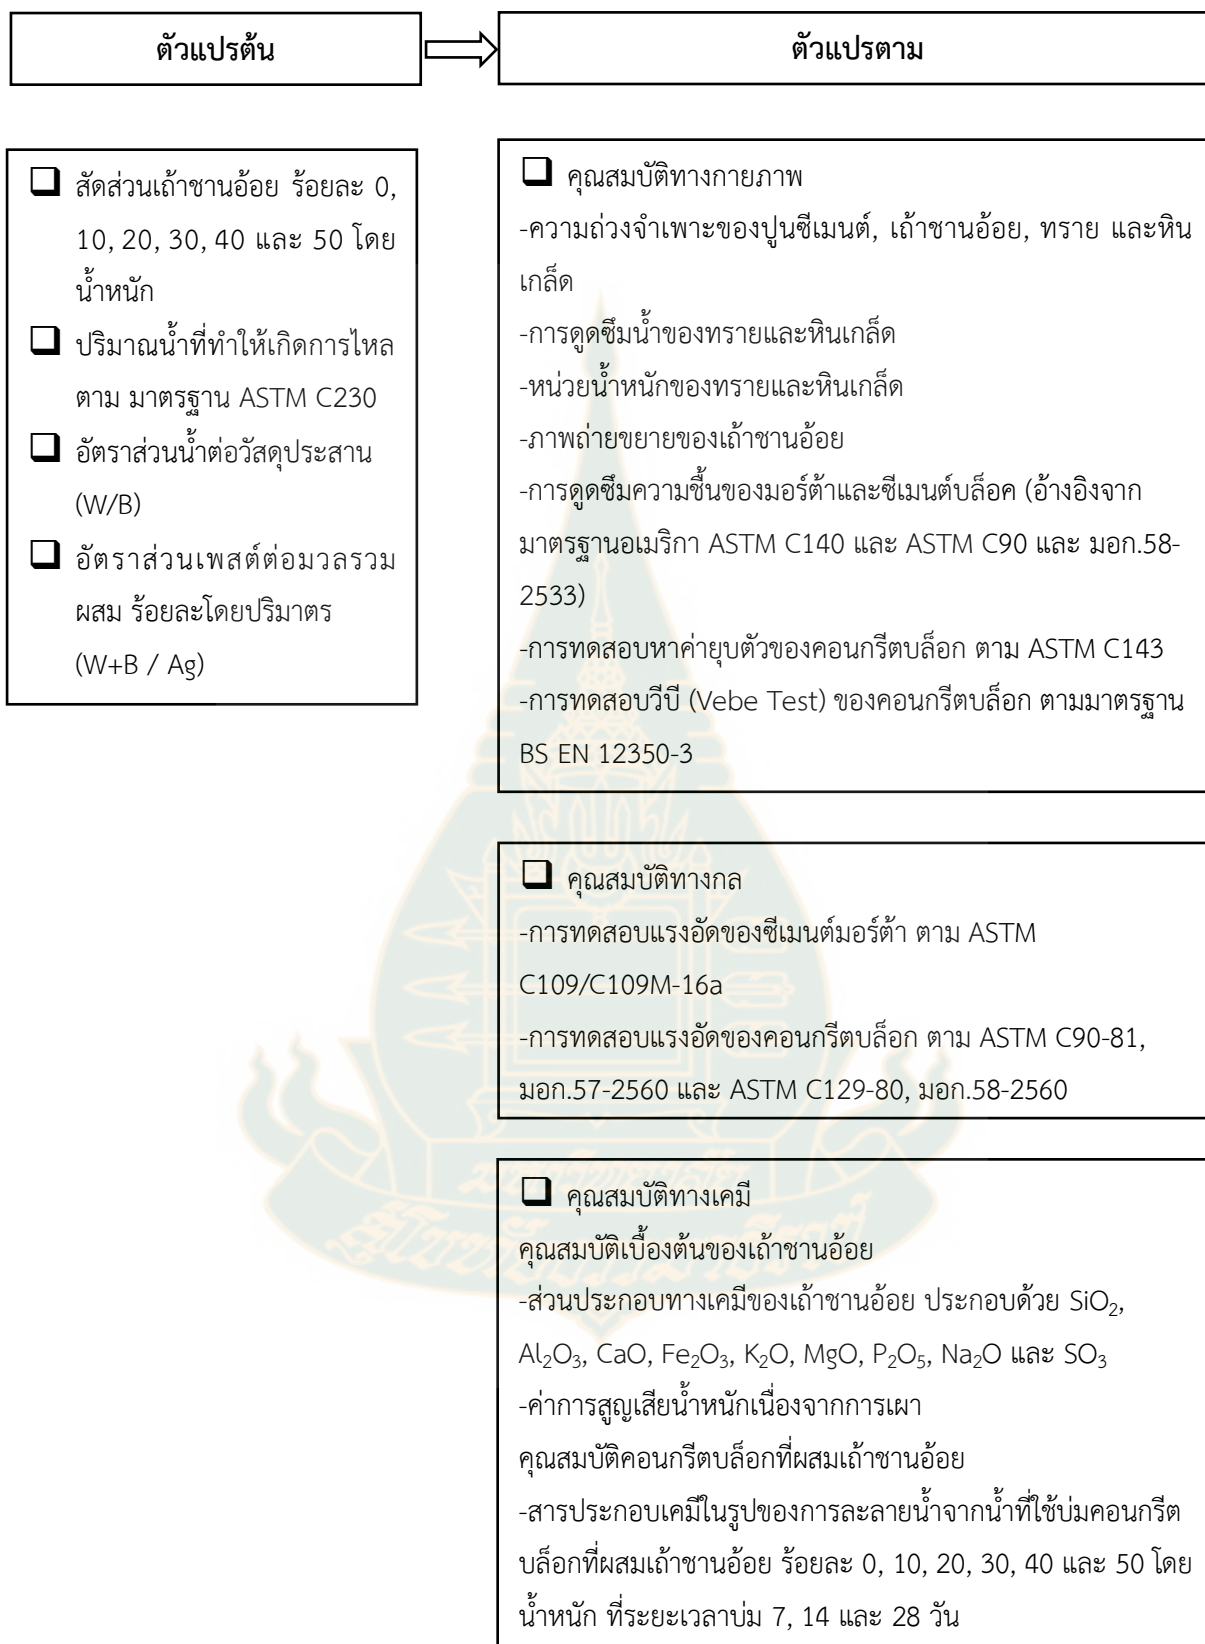 ตัวแปรต้น
ตัวแปรตาม
❑ สัดส่วนเถ้าชานอ้อย ร้อยละ 0,
10, 20, 30, 40 และ 50 โดย
น้ำหนัก
❑ ปริมาณน้ำที่ทำให้เกิดการไหล
ตาม มาตรฐาน ASTM C230
❑ อัตราส่วนน้ำต่อวัสดุประสาน
(W/B)
❑ อัตราส่วนเพสต์ต่อมวลรวม
ผสม ร้อยละโดยปริมาตร
(W+B / Ag)
❑ คุณสมบัติทางกายภาพ
-ความถ่วงจำเพาะของปูนซีเมนต์, เถ้าชานอ้อย, ทราย และหิน
เกล็ด
-การดูดซึมน้ำของทรายและหินเกล็ด
-หน่วยน้ำหนักของทรายและหินเกล็ด
-ภาพถ่ายขยายของเถ้าชานอ้อย
-การดูดซึมความชื้นของมอร์ต้าและซีเมนต์บล็อค (อ้างอิงจาก
มาตรฐานอเมริกา ASTM C140 และ ASTM C90 และ มอก.58-
2533)
-การทดสอบหาค่ายุบตัวของคอนกรีตบล็อก ตาม ASTM C143
-การทดสอบวีบี (Vebe Test) ของคอนกรีตบล็อก ตามมาตรฐาน
BS EN 12350-3
❑ คุณสมบัติทางกล
-การทดสอบแรงอัดของซีเมนต์มอร์ต้า ตาม ASTM
C109/C109M-16a
-การทดสอบแรงอัดของคอนกรีตบล็อก ตาม ASTM C90-81,
มอก.57-2560 และ ASTM C129-80, มอก.58-2560
❑ คุณสมบัติทางเคมี
คุณสมบัติเบื้องต้นของเถ้าชานอ้อย
-ส่วนประกอบทางเคมีของเถ้าชานอ้อย ประกอบด้วย SiO₂,
Al₂O₃, CaO, Fe₂O₃, K₂O, MgO, P₂O₅, Na₂O และ SO₃
-ค่าการสูญเสียน้ำหนักเนื่องจากการเผา
คุณสมบัติคอนกรีตบล็อกที่ผสมเถ้าชานอ้อย
-สารประกอบเคมีในรูปของการละลายน้ำจากน้ำที่ใช้บ่มคอนกรีต
บล็อกที่ผสมเถ้าชานอ้อย ร้อยละ 0, 10, 20, 30, 40 และ 50 โดย
น้ำหนัก ที่ระยะเวลาบ่ม 7, 14 และ 28 วัน
มหาวิทยาลัย
สุโขทัยธรรมาธิราช